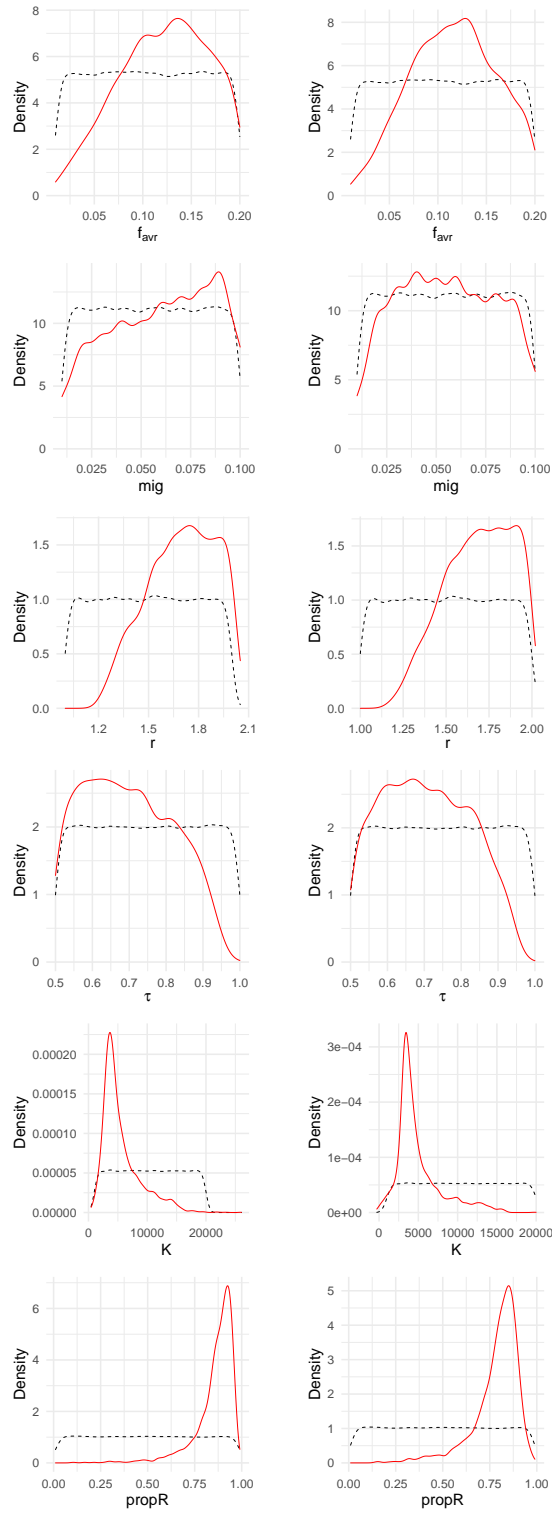 8
6
4
2
0
Density
0.05 0.10 0.15 0.20
f_avr
8
6
4
2
0
Density
0.05 0.10 0.15 0.20
f_avr
10
5
0
Density
0.025 0.050 0.075 0.100
mig
10
5
0
Density
0.025 0.050 0.075 0.100
mig
1.5
1.0
0.5
0.0
Density
1.2 1.5 1.8 2.1
r
1.5
1.0
0.5
0.0
Density
1.00 1.25 1.50 1.75 2.00
r
2
1
0
Density
0.5 0.6 0.7 0.8 0.9 1.0
τ
2
1
0
Density
0.5 0.6 0.7 0.8 0.9 1.0
τ
0.00020
0.00015
0.00010
0.00005
0.00000
Density
0 10000 20000
K
3e−04
2e−04
1e−04
0e+00
Density
0 5000 10000 15000 20000
K
6
4
2
0
Density
0.00 0.25 0.50 0.75 1.00
propR
5
4
3
2
1
0
Density
0.00 0.25 0.50 0.75 1.00
propR